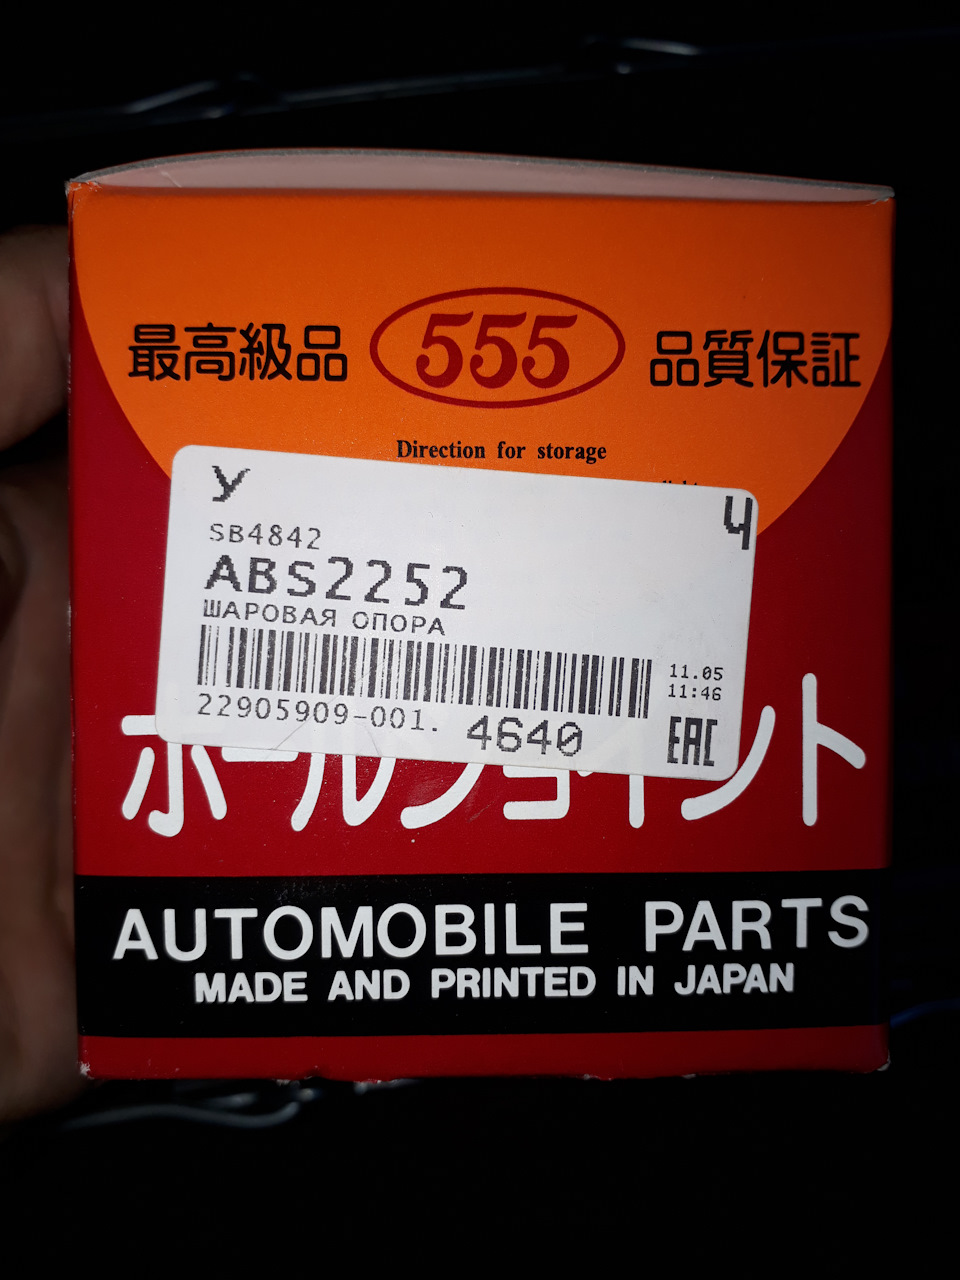 最高級品 555 品質保証
Direction for storage
У Ч
SB4842
ABS2252
ШАРОВАЯ ОПОРА
11.05
11:46
22905909-001. 4640
EAC
ボールジョイント
AUTOMOBILE PARTS
MADE AND PRINTED IN JAPAN